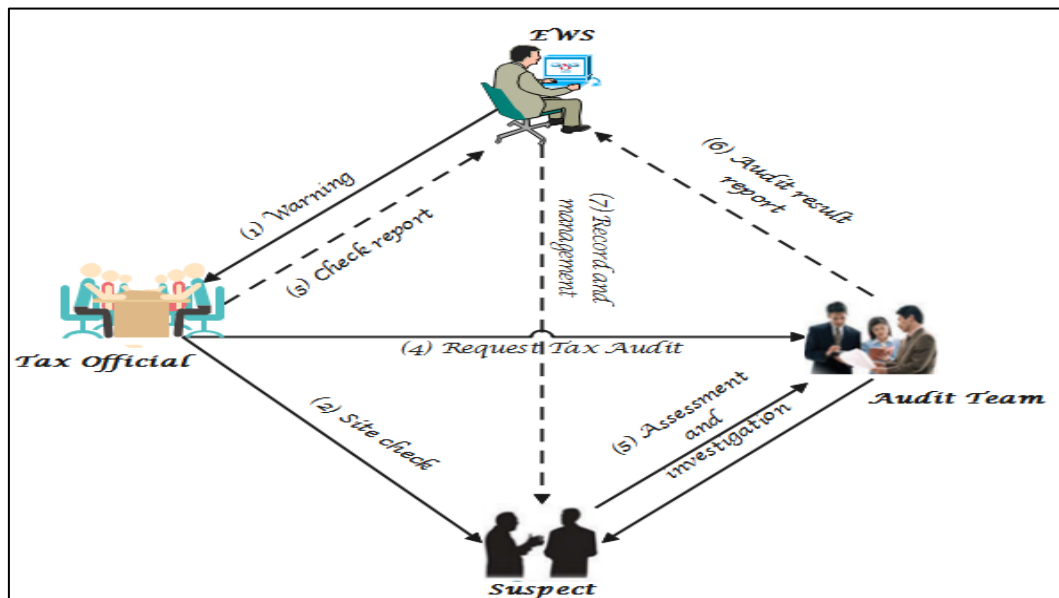 EWS
(1) Warning
(3) Check report
(6) Audit result
report
(7) Record and
management
Tax Official
(4) Request Tax Audit
Audit Team
(2) Site check
(5) Assessment
and
investigation
Suspect